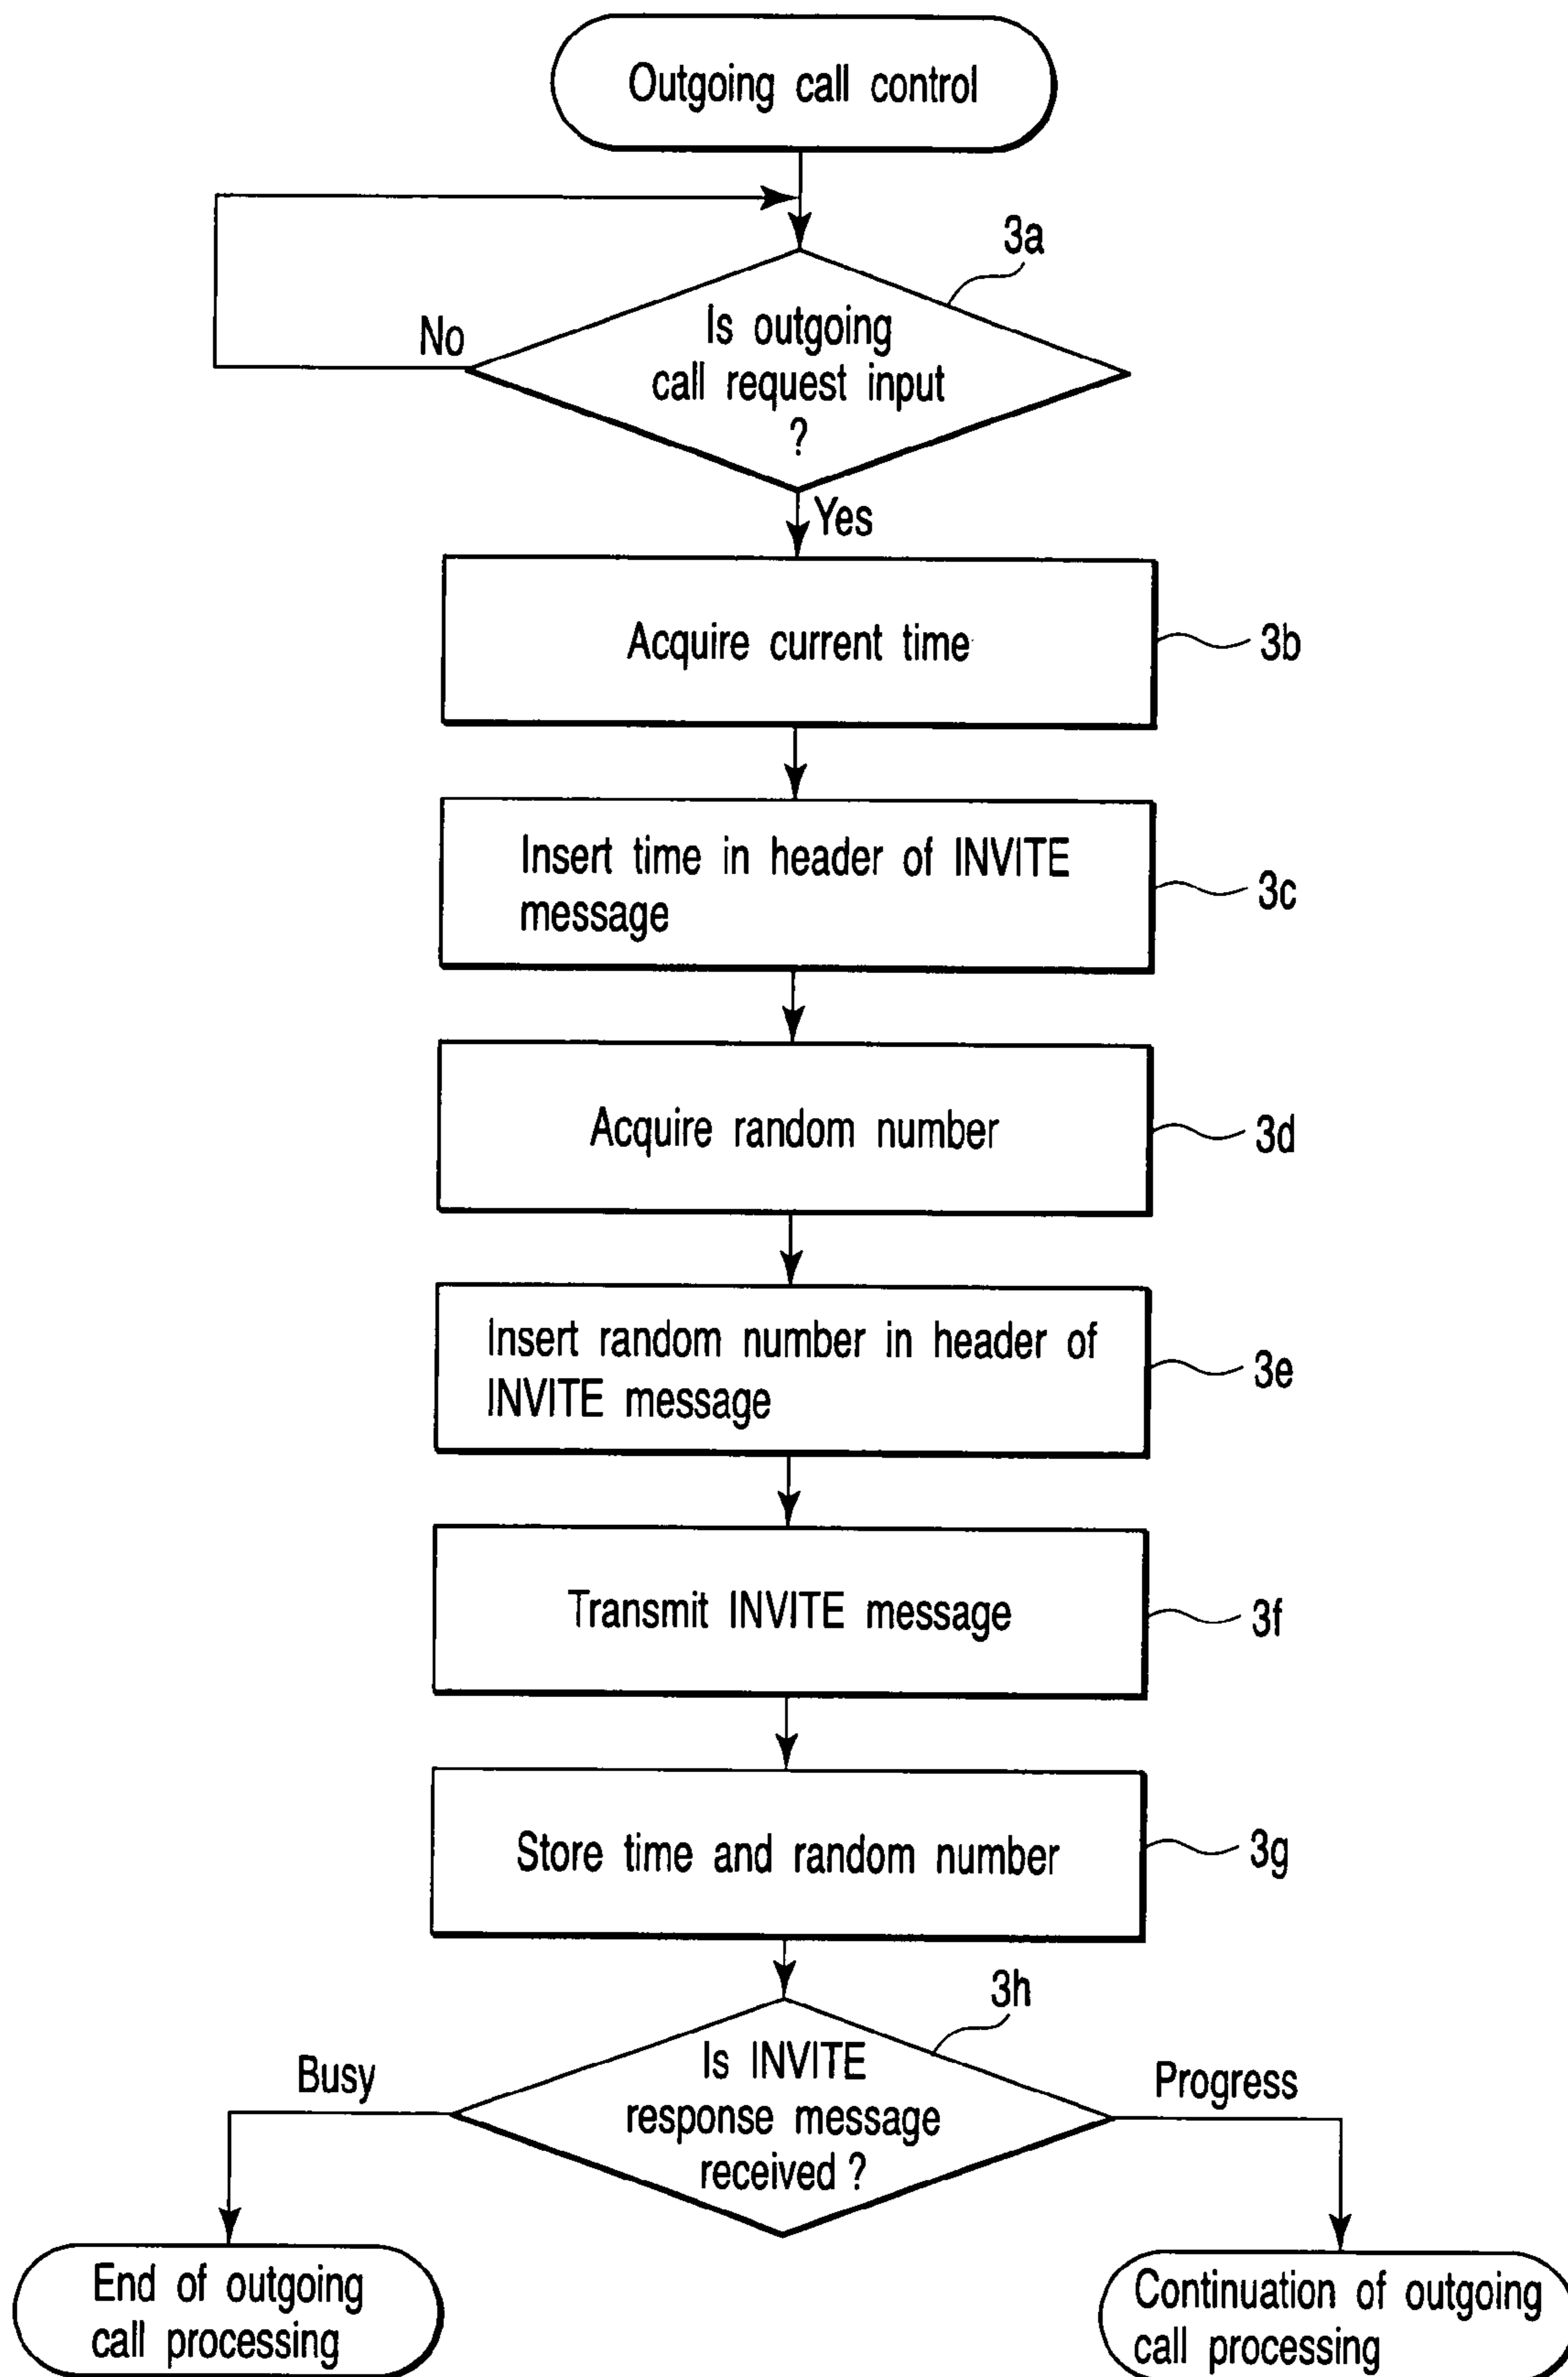 Outgoing call control
3a
No
Is outgoing
call request input
?
Yes
Acquire current time
3b
Insert time in header of INVITE
message
3c
Acquire random number
3d
Insert random number in header of
INVITE message
3e
Transmit INVITE message
3f
Store time and random number
3g
3h
Busy
Is INVITE
response message
received ?
Progress
End of outgoing
call processing
Continuation of outgoing
call processing